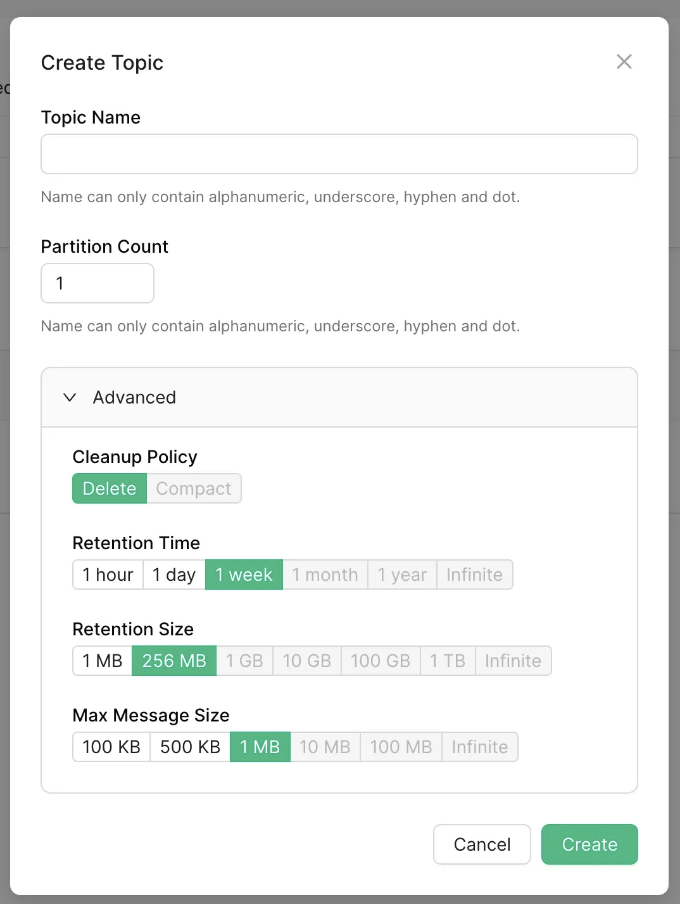 Create Topic
Topic Name
Name can only contain alphanumeric, underscore, hyphen and dot.
Partition Count
1
Name can only contain alphanumeric, underscore, hyphen and dot.
Advanced
Cleanup Policy
Delete Compact
Retention Time
1 hour 1 day 1 week 1 month 1 year Infinite
Retention Size
1 MB 256 MB 1 GB 10 GB 100 GB 1 TB Infinite
Max Message Size
100 KB 500 KB 1 MB 10 MB 100 MB Infinite
Cancel Create